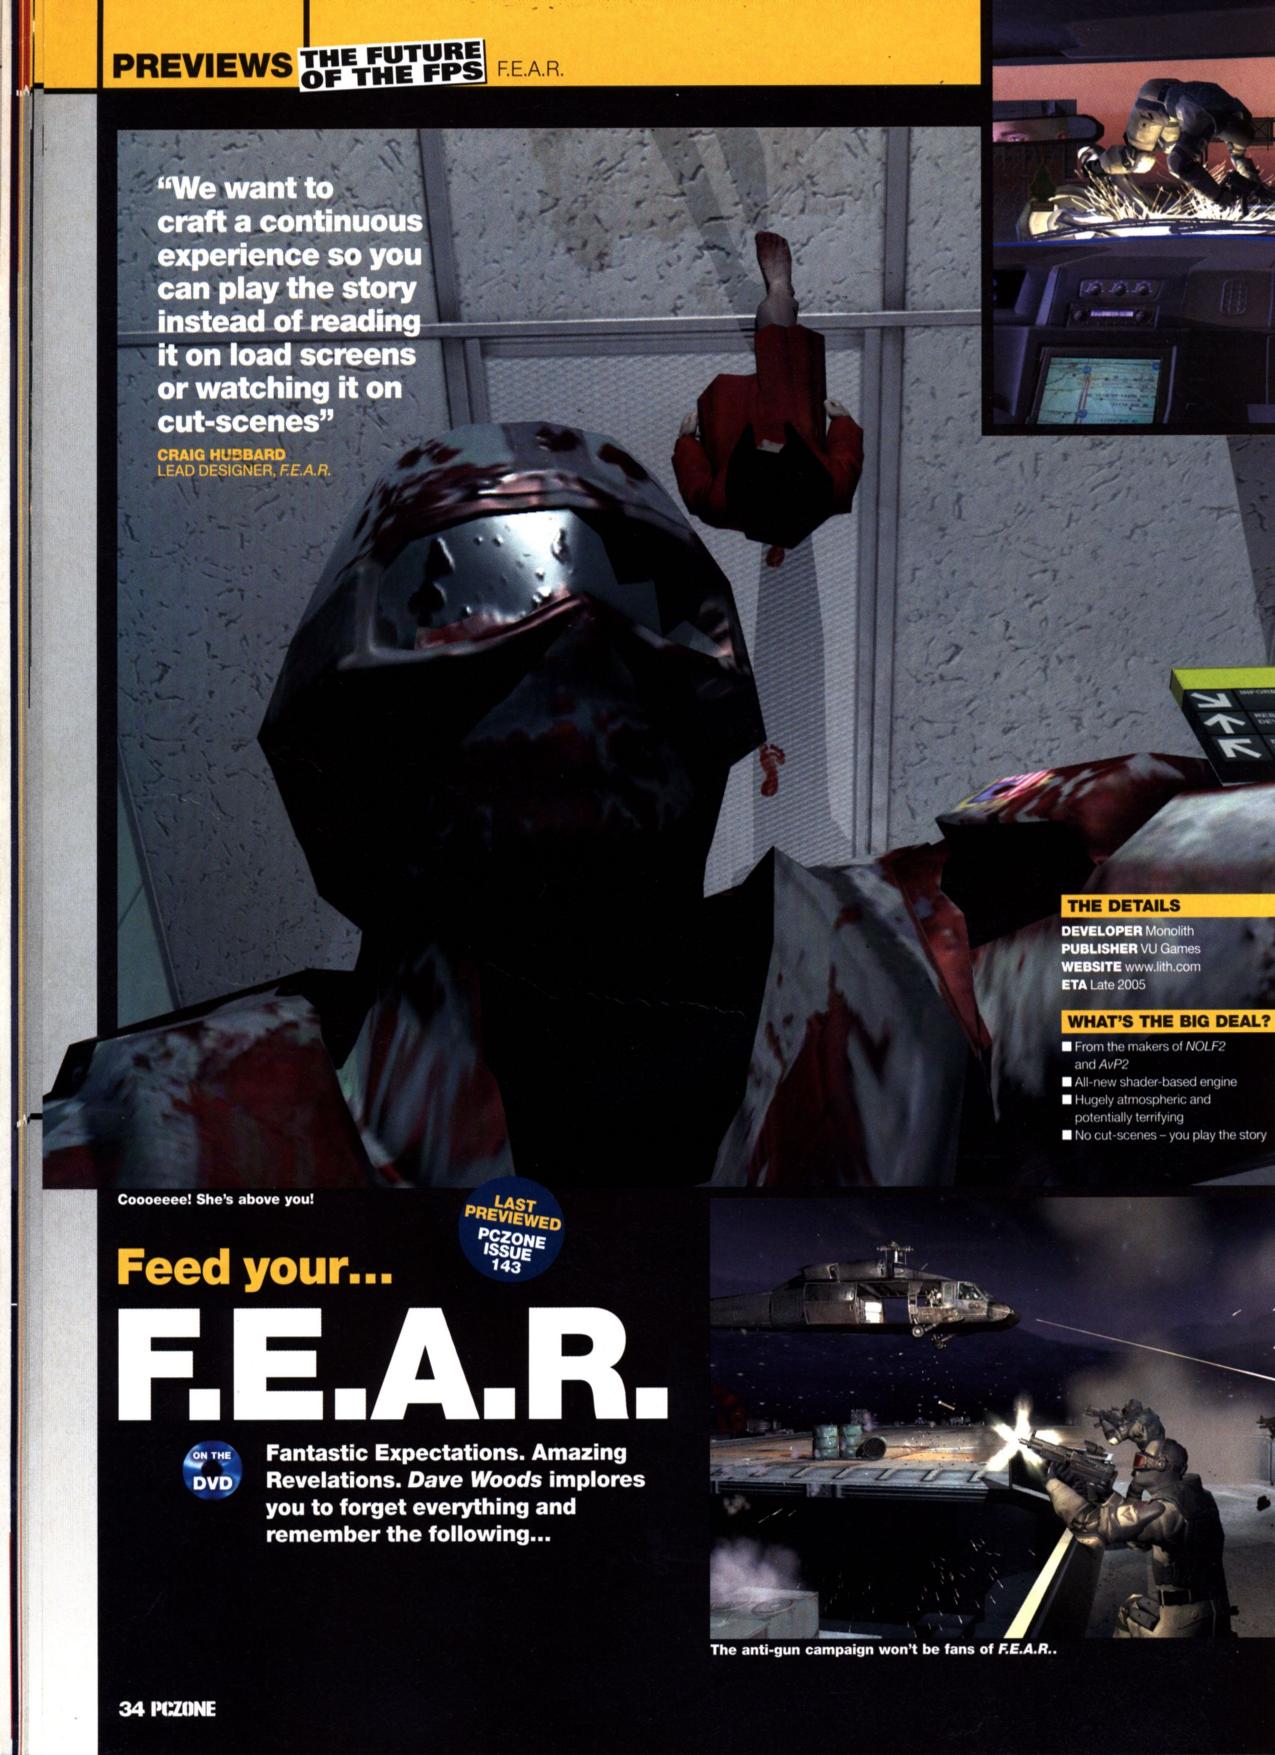 PREVIEWS THE FUTURE
OF THE FPS F.E.A.R.
“We want to
craft a continuous
experience so you
can play the story
instead of reading
it on load screens
or watching it on
cut-scenes”
CRAIG HUBBARD
LEAD DESIGNER, F.E.A.R.
THE DETAILS
DEVELOPER Monolith
PUBLISHER VU Games
WEBSITE www.lith.com
ETA Late 2005
WHAT'S THE BIG DEAL?
■ From the makers of NOLF2
and AvP2
■ All-new shader-based engine
■ Hugely atmospheric and
potentially terrifying
■ No cut-scenes – you play the story
Coooeeee! She's above you!
LAST
PREVIEWED
PCZONE
ISSUE
143
Feed your...
F.E.A.R.
ON THE
DVD
Fantastic Expectations. Amazing
Revelations. Dave Woods implores
you to forget everything and
remember the following...
The anti-gun campaign won't be fans of F.E.A.R..
34 PCZONE